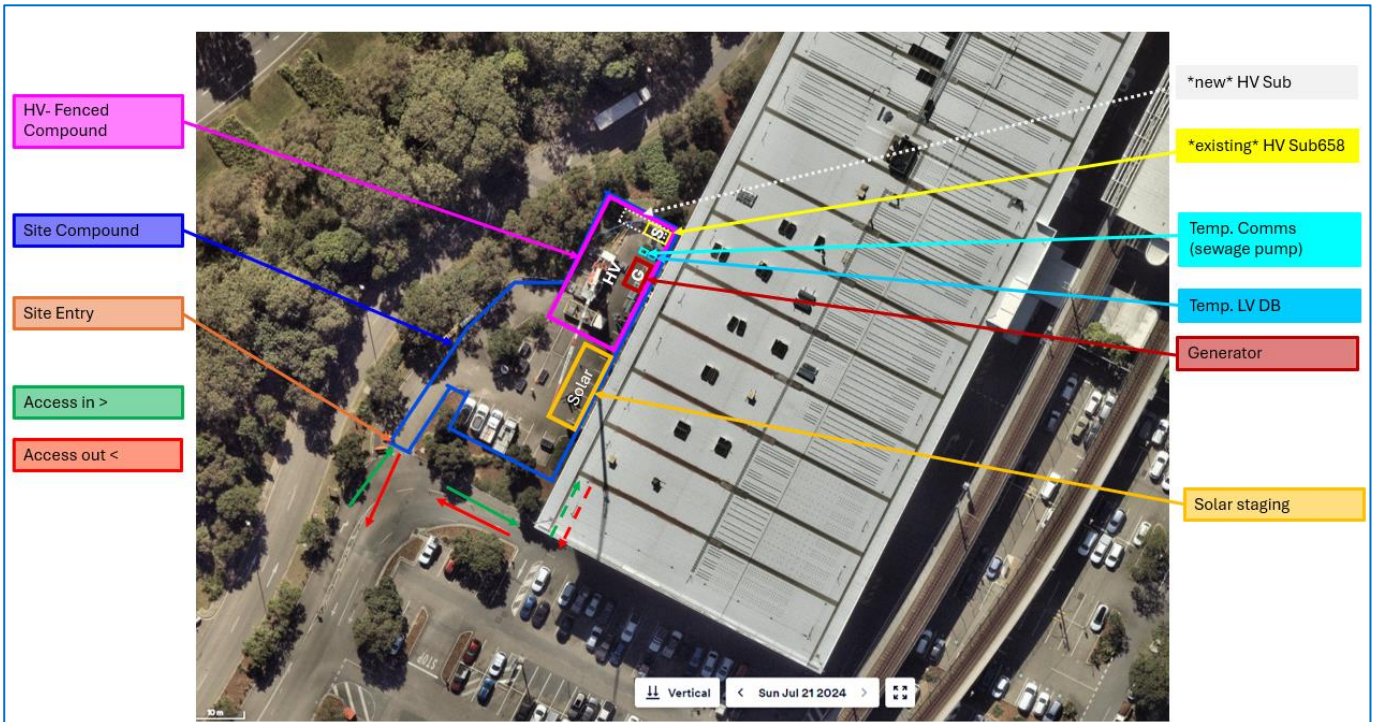 HV- Fenced
Compound
Site Compound
Site Entry
Access in >
Access out <
*new* HV Sub
*existing* HV Sub658
Temp. Comms
(sewage pump)
Temp. LV DB
Generator
Solar staging
S
HV
G
Solar
STOP
Vertical
< Sun Jul 21 2024 >
10 m